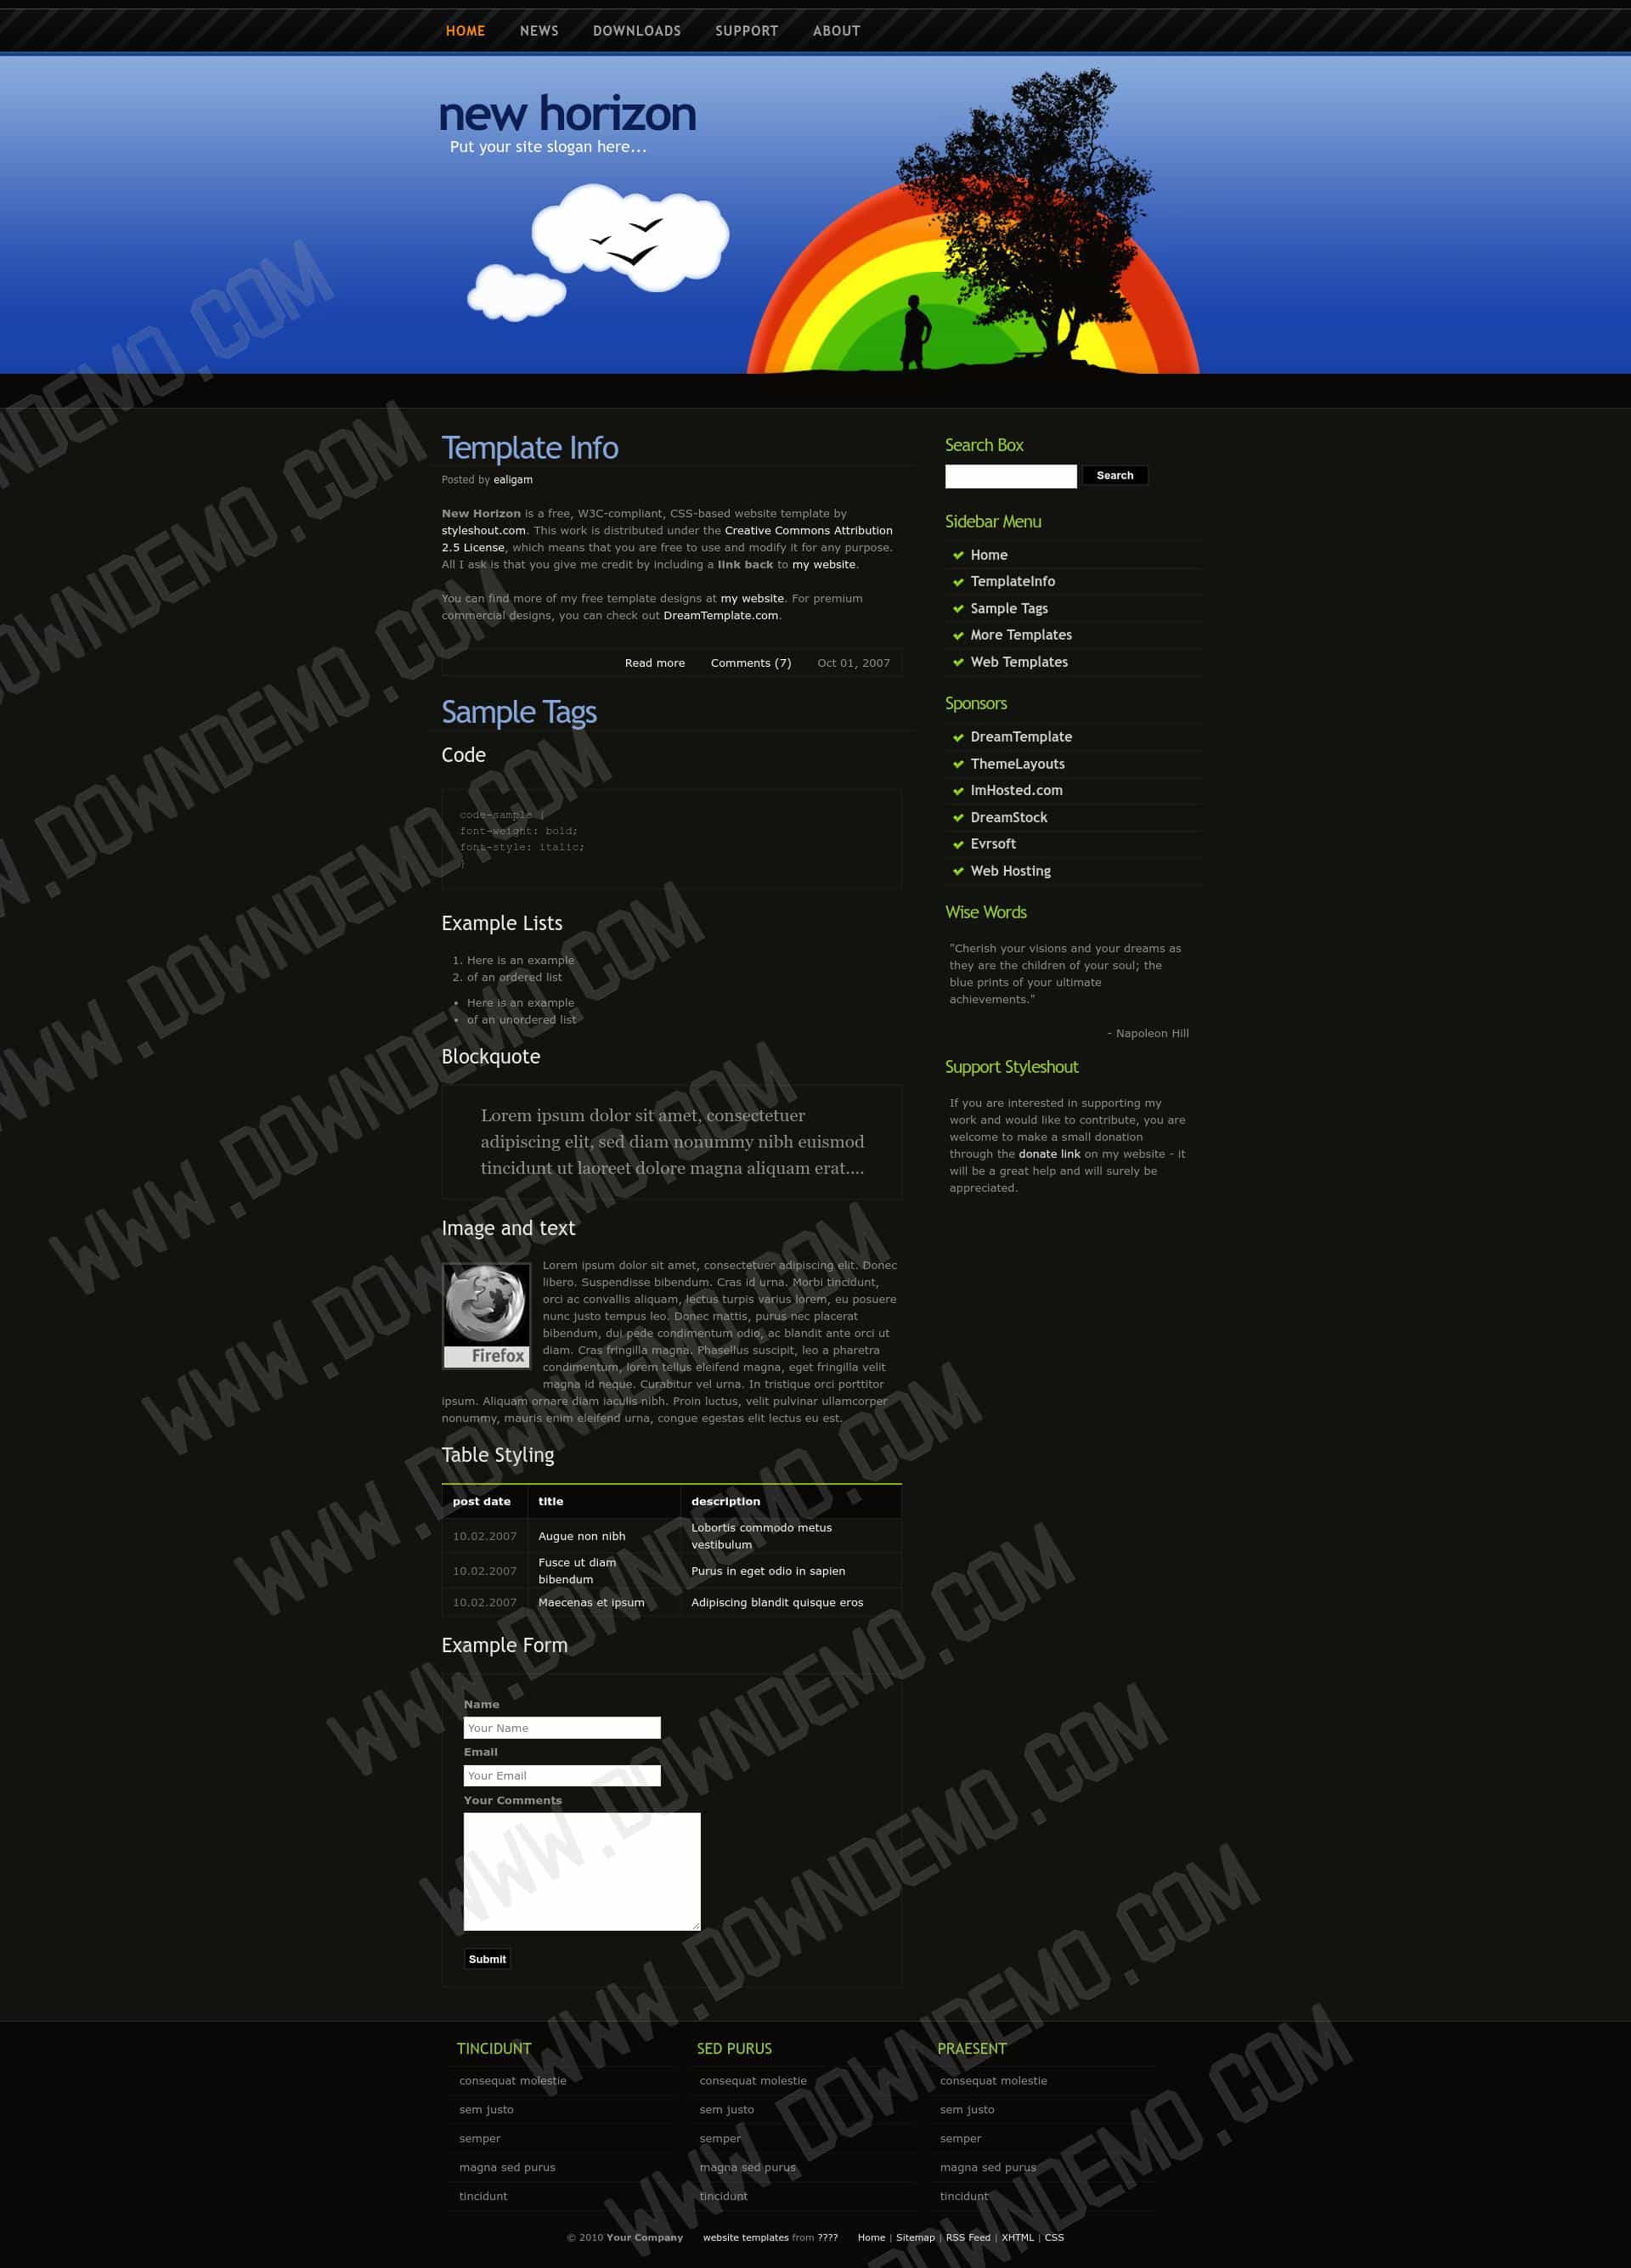 HOME NEWS DOWNLOADS SUPPORT ABOUT
new horizon
Put your site slogan here...
Template Info
Posted by ealigam
New Horizon is a free, W3C-compliant, CSS-based website template by
styleshout.com. This work is distributed under the Creative Commons Attribution
2.5 License, which means that you are free to use and modify it for any purpose.
All I ask is that you give me credit by including a link back to my website.
You can find more of my free template designs at my website. For premium
commercial designs, you can check out DreamTemplate.com.
Read more Comments (7) Oct 01, 2007
Sample Tags
Code
code-sample {
font-weight: bold;
font-style: italic;
}
Example Lists
1. Here is an example
2. of an ordered list
• Here is an example
• of an unordered list
Blockquote
Lorem ipsum dolor sit amet, consectetuer
adipiscing elit, sed diam nonummy nibh euismod
tincidunt ut laoreet dolore magna aliquam erat....
Image and text
Firefox
Lorem ipsum dolor sit amet, consectetuer adipiscing elit. Donec
libero. Suspendisse bibendum. Cras id urna. Morbi tincidunt,
orci ac convallis aliquam, lectus turpis varius lorem, eu posuere
nunc justo tempus leo. Donec mattis, purus nec placerat
bibendum, dui pede condimentum odio, ac blandit ante orci ut
diam. Cras fringilla magna. Phasellus suscipit, leo a pharetra
condimentum, lorem tellus eleifend magna, eget fringilla velit
magna id neque. Curabitur vel urna. In tristique orci porttitor
ipsum. Aliquam ornare diam iaculis nibh. Proin luctus, velit pulvinar ullamcorper
nonummy, mauris enim eleifend urna, congue egestas elit lectus eu est.
Table Styling
post date title description
10.02.2007 Augue non nibh Lobortis commodo metus
vestibulum
10.02.2007 Fusce ut diam
bibendum Purus in eget odio in sapien
10.02.2007 Maecenas et ipsum Adipiscing blandit quisque eros
Example Form
Name
Your Name
Email
Your Email
Your Comments
Submit
Search Box
Search
Sidebar Menu
Home
TemplateInfo
Sample Tags
More Templates
Web Templates
Sponsors
DreamTemplate
ThemeLayouts
ImHosted.com
DreamStock
Evrsoft
Web Hosting
Wise Words
"Cherish your visions and your dreams as
they are the children of your soul; the
blue prints of your ultimate
achievements."
- Napoleon Hill
Support Styleshout
If you are interested in supporting my
work and would like to contribute, you are
welcome to make a small donation
through the donate link on my website - it
will be a great help and will surely be
appreciated.
TINCIDUNT
consequat molestie
sem justo
semper
magna sed purus
tincidunt
SED PURUS
consequat molestie
sem justo
semper
magna sed purus
tincidunt
PRAESENT
consequat molestie
sem justo
semper
magna sed purus
tincidunt
© 2010 Your Company website templates from ???? Home | Sitemap | RSS Feed | XHTML | CSS
WWW.DOWNDEMO.COM